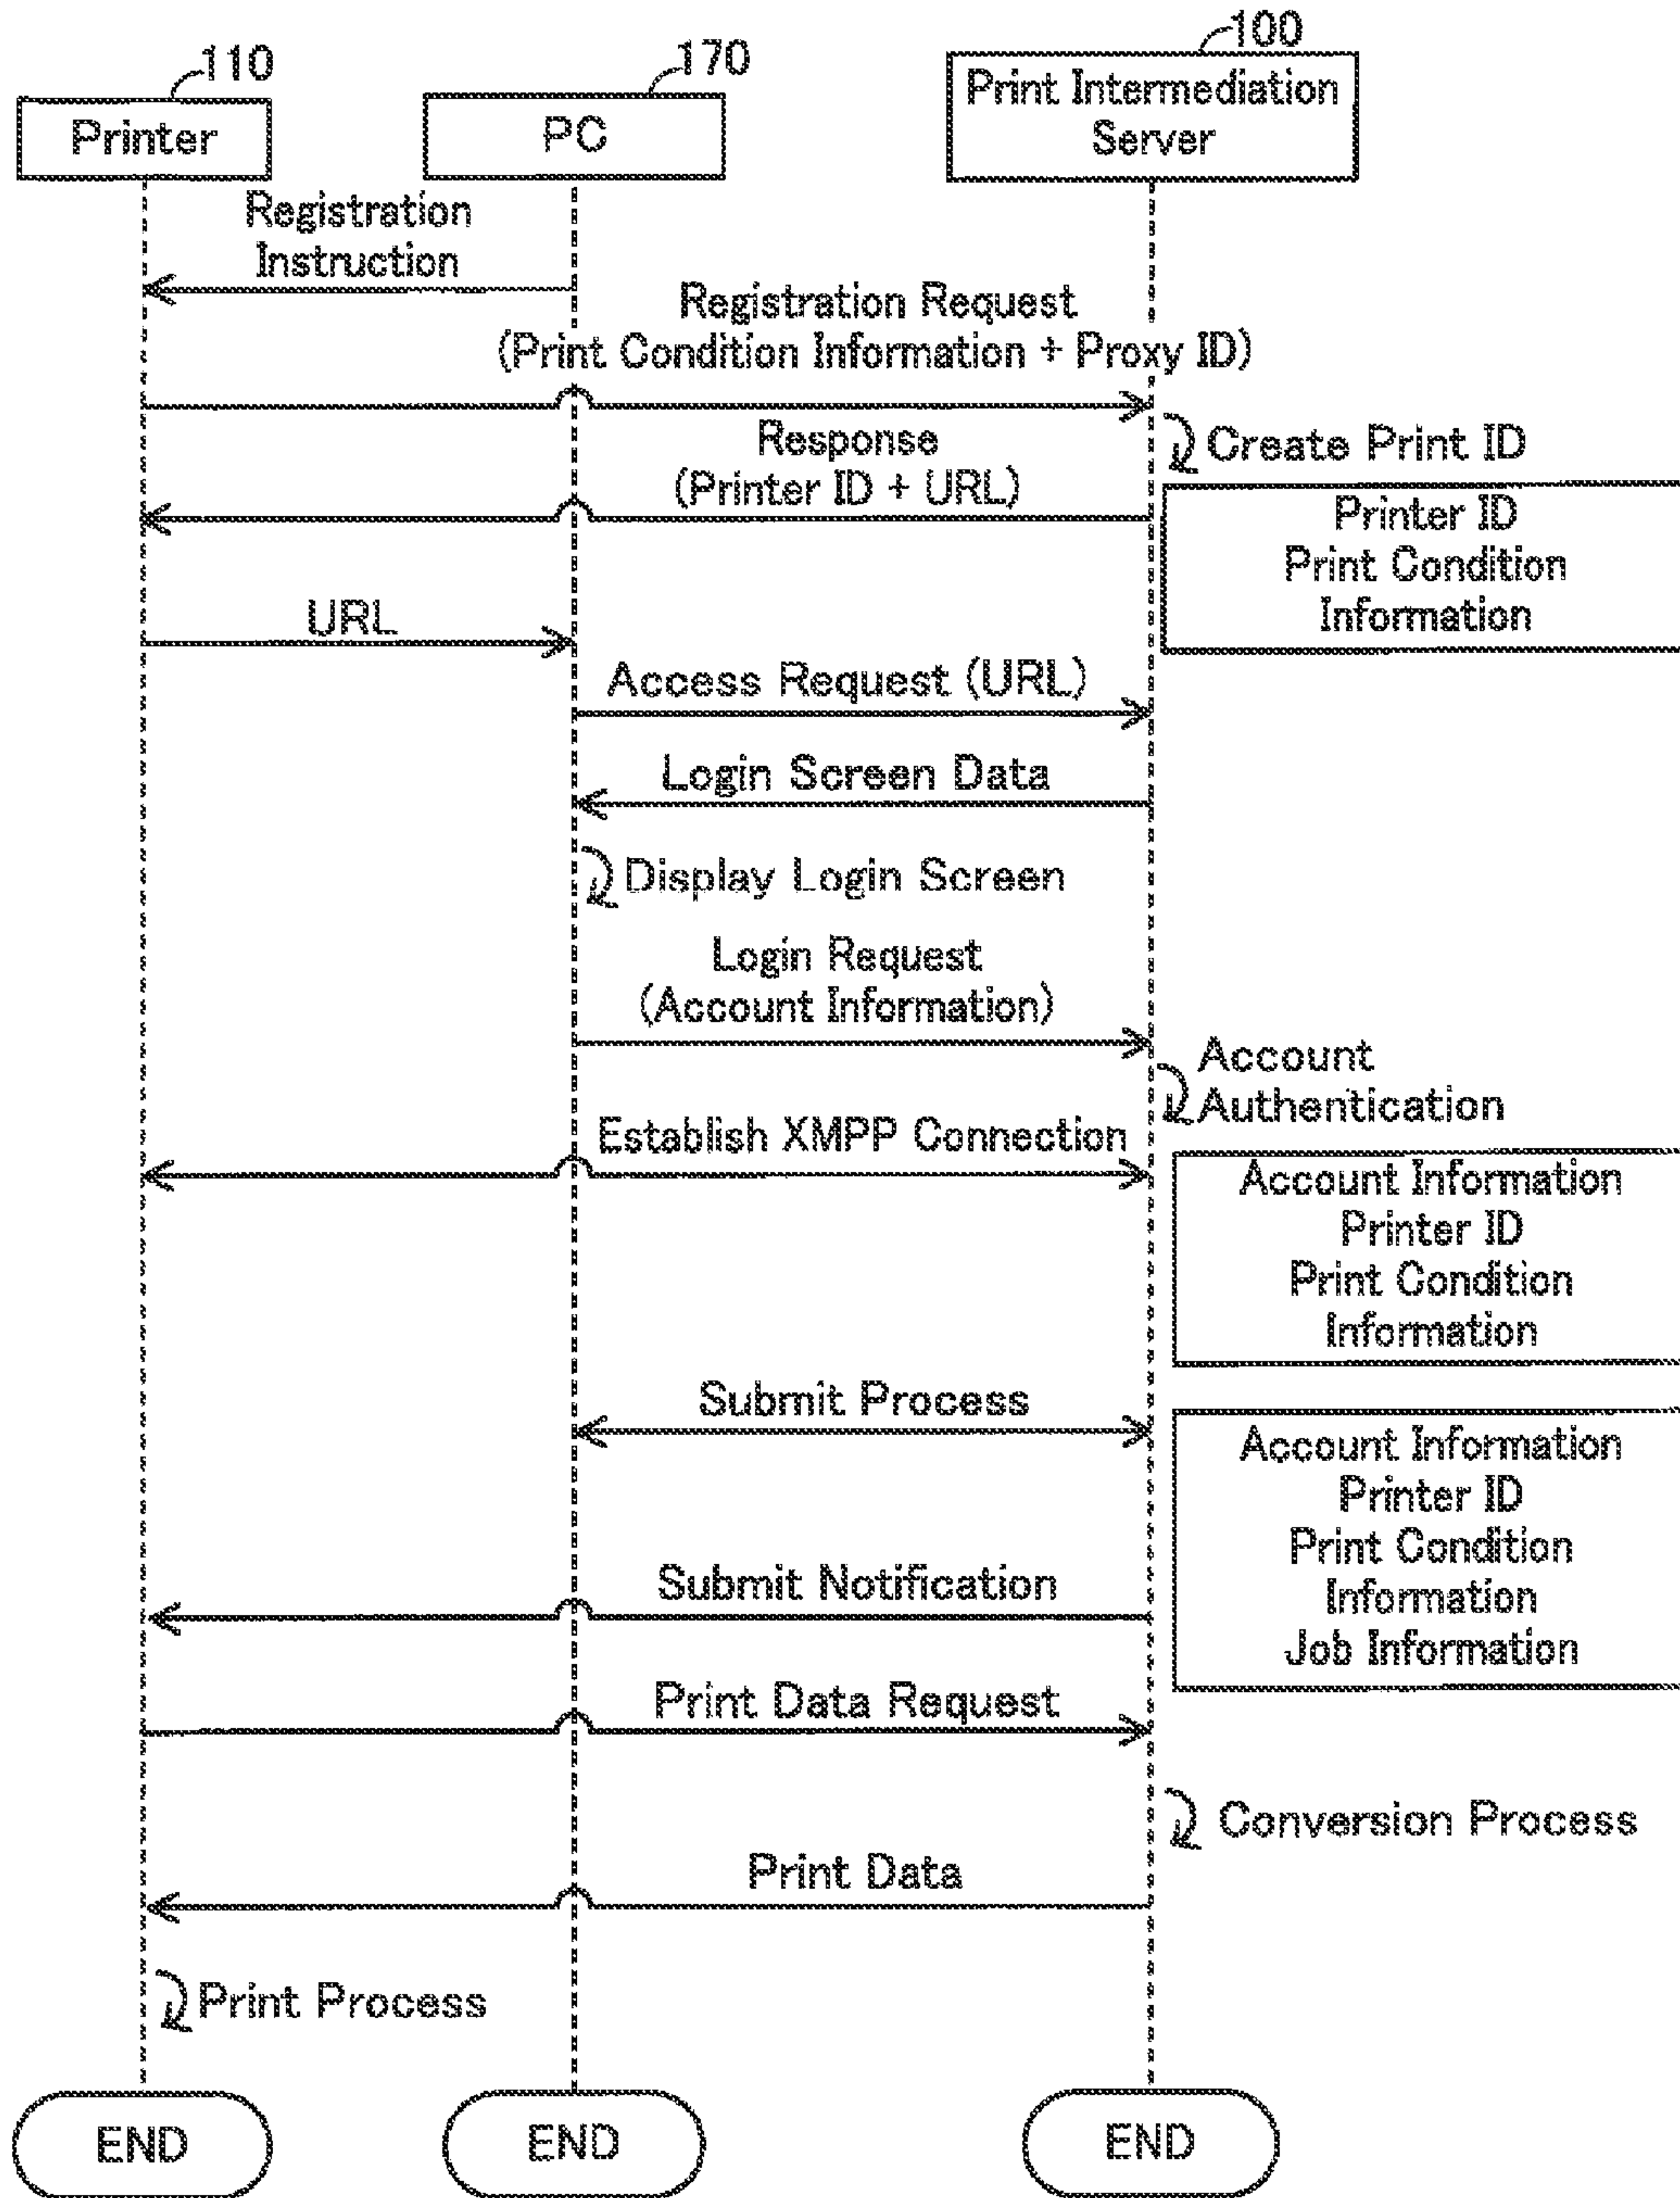 110
170
100
Printer
PC
Print Intermediation
Server
Registration
Instruction
Registration Request
(Print Condition Information + Proxy ID)
Create Print ID
Response
(Printer ID + URL)
Printer ID
Print Condition
Information
URL
Access Request (URL)
Login Screen Data
Display Login Screen
Login Request
(Account Information)
Account
Authentication
Establish XMPP Connection
Account Information
Printer ID
Print Condition
Information
Submit Process
Account Information
Printer ID
Print Condition
Information
Job Information
Submit Notification
Print Data Request
Conversion Process
Print Data
Print Process
END
END
END